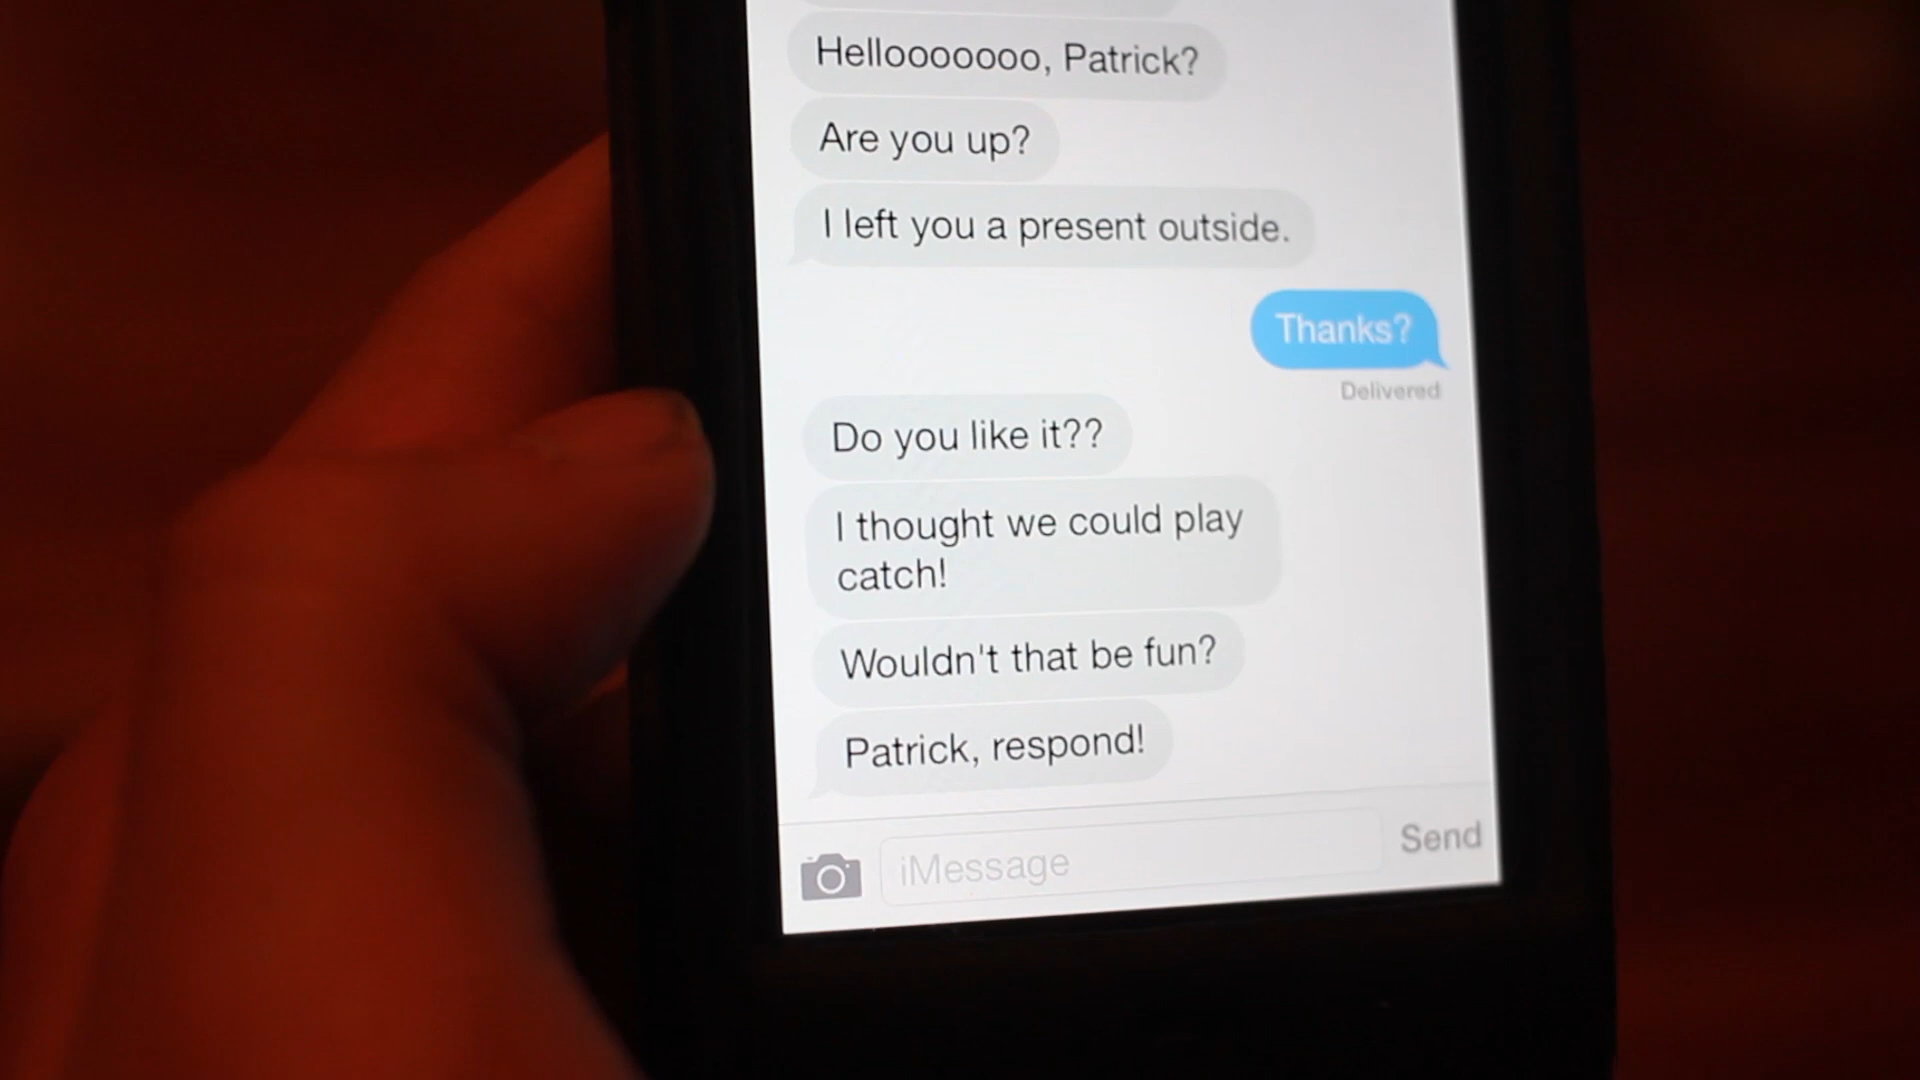 Hellooooooo, Patrick?
Are you up?
I left you a present outside.
Thanks?
Delivered
Do you like it??
I thought we could play
catch!
Wouldn't that be fun?
Patrick, respond!
iMessage
Send